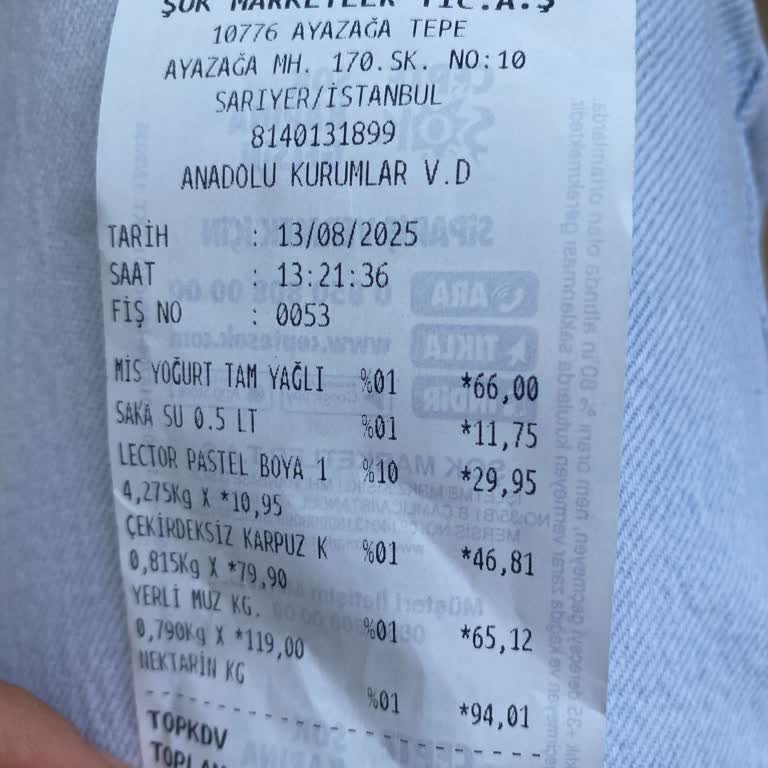 ŞOK MARKETLER TİC.A.Ş
10776 AYAZAĞA TEPE
AYAZAĞA MH. 170.SK. NO:10
SARIYER/İSTANBUL
8140131899
ANADOLU KURUMLAR V.D
TARİH : 13/08/2025
SAAT : 13:21:36
FİŞ NO : 0053
MİS YOĞURT TAM YAĞLI %01 *66,00
SAKA SU 0.5 LT %01 *11,75
LECTOR PASTEL BOYA 1 %10 *29,95
4,275Kg X *10,95
ÇEKİRDEKSİZ KARPUZ K %01 *46,81
0,815Kg X *79,90
YERLİ MUZ KG. %01 *65,12
0,790Kg X *119,00
NEKTARİN KG %01 *94,01
TOPKDV